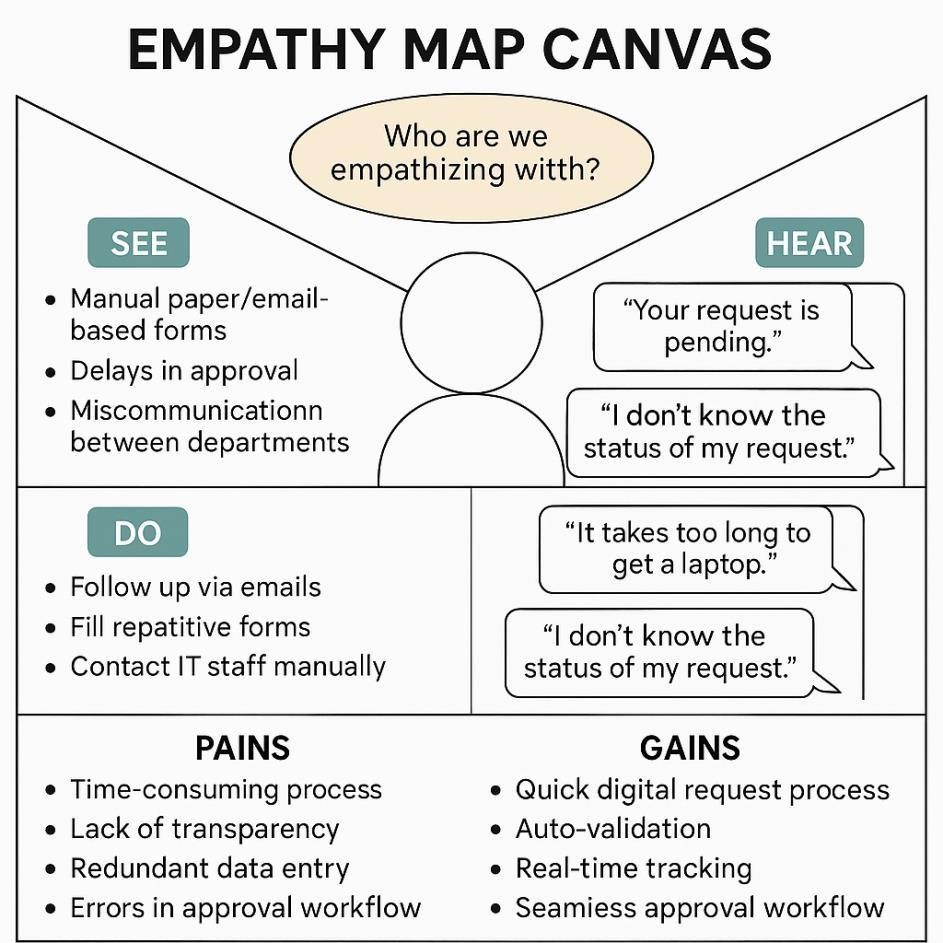 EMPATHY MAP CANVAS
Who are we
empathizing witth?
SEE
• Manual paper/email-
based forms
• Delays in approval
• Miscommunicationn
between departments
HEAR
“Your request is
pending.”
“I don’t know the
status of my request.”
DO
• Follow up via emails
• Fill repatitive forms
• Contact IT staff manually
“It takes too long to
get a laptop.”
“I don’t know the
status of my request.”
PAINS
• Time-consuming process
• Lack of transparency
• Redundant data entry
• Errors in approval workflow
GAINS
• Quick digital request process
• Auto-validation
• Real-time tracking
• Seamiess approval workflow